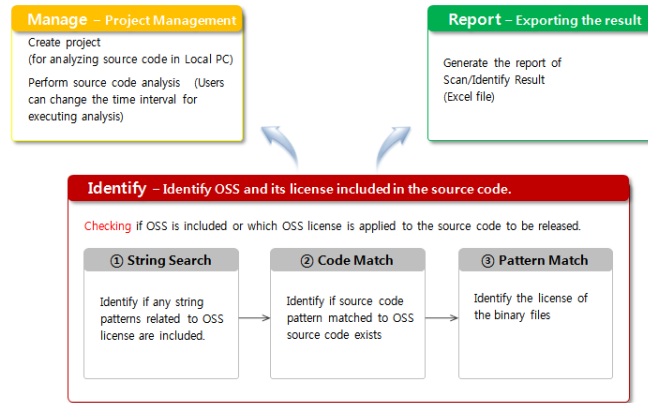 Manage – Project Management
Create project
(for analyzing source code in Local PC)
Perform source code analysis (Users
can change the time interval for
executing analysis)
Report – Exporting the result
Generate the report of
Scan/Identify Result
(Excel file)
Identify – Identify OSS and its license included in the source code.
Checking if OSS is included or which OSS license is applied to the source code to be released.
① String Search
Identify if any string
patterns related to OSS
license are included.
② Code Match
Identify if source code
pattern matched to OSS
source code exists
③ Pattern Match
Identify the license of
the binary files